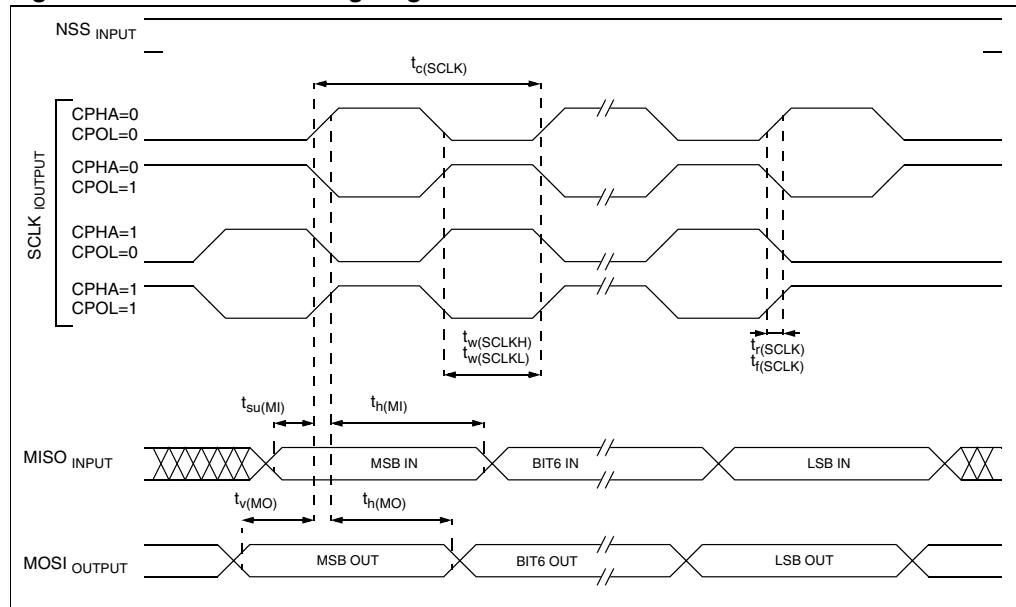 NSS INPUT
tc(SCLK)
SCLK IOUTPUT
CPHA=0
CPOL=0
CPHA=0
CPOL=1
CPHA=1
CPOL=0
CPHA=1
CPOL=1
tw(SCLKH)
tw(SCLKL)
tr(SCLK)
tf(SCLK)
tsu(MI)
th(MI)
MISO INPUT
MSB IN
BIT6 IN
LSB IN
tv(MO)
th(MO)
MOSI OUTPUT
MSB OUT
BIT6 OUT
LSB OUT